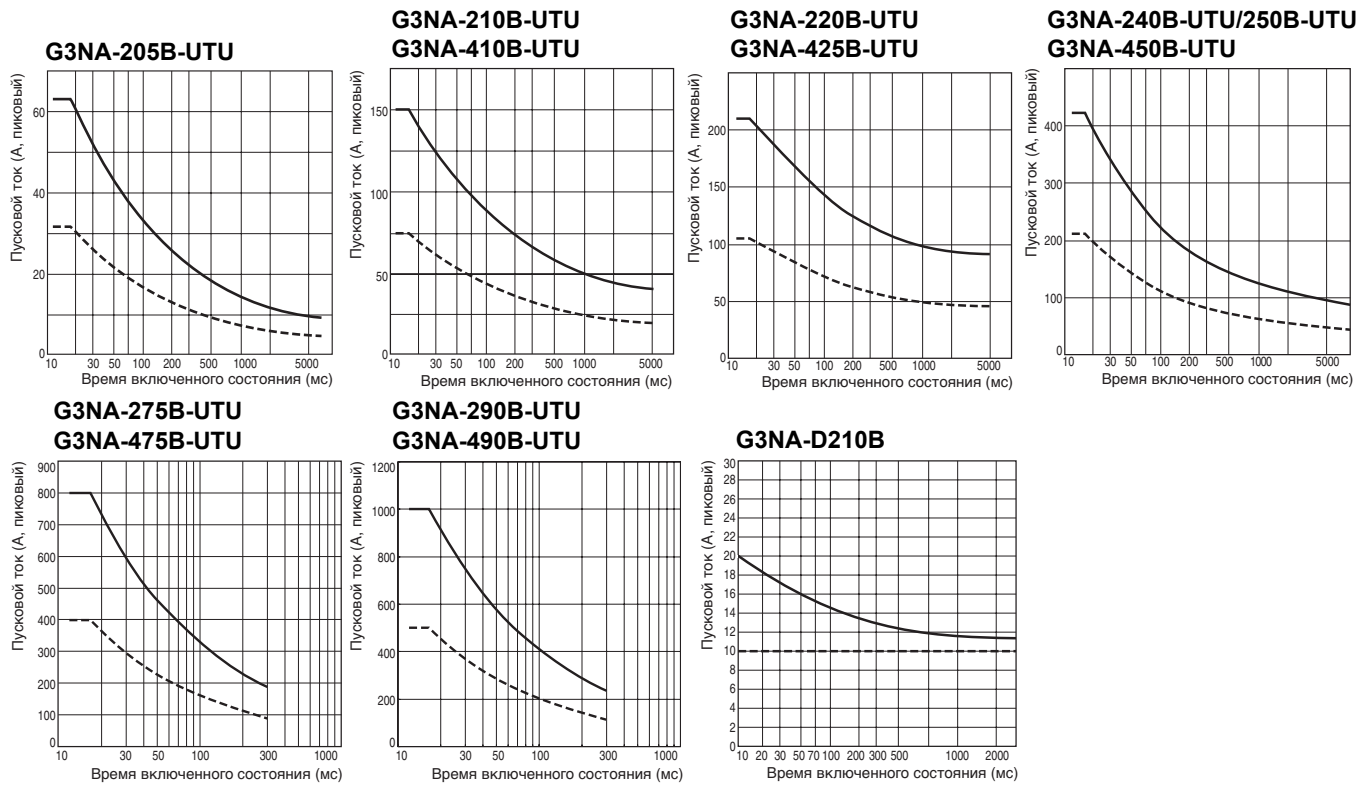 G3NA-205B-UTU
60
40
20
0
10 30 50 100 200 500 1000 5000
Пусковой ток (А, пиковый)
Время включенного состояния (мс)
G3NA-210B-UTU
G3NA-410B-UTU
150
100
50
0
10 30 50 100 200 500 1000 5000
Пусковой ток (А, пиковый)
Время включенного состояния (мс)
G3NA-220B-UTU
G3NA-425B-UTU
200
150
100
50
0
10 30 50 100 200 500 1000 5000
Пусковой ток (А, пиковый)
Время включенного состояния (мс)
G3NA-240B-UTU/250B-UTU
G3NA-450B-UTU
400
300
200
100
0
10 30 50 100 200 500 1000 5000
Пусковой ток (А, пиковый)
Время включенного состояния (мс)
G3NA-275B-UTU
G3NA-475B-UTU
900
800
700
600
500
400
300
200
100
0
10 30 50 100 300 1000
Пусковой ток (А, пиковый)
Время включенного состояния (мс)
G3NA-290B-UTU
G3NA-490B-UTU
1200
1000
800
600
400
200
0
10 30 50 100 300 1000
Пусковой ток (А, пиковый)
Время включенного состояния (мс)
G3NA-D210B
30
28
26
24
22
20
18
16
14
12
10
8
6
4
2
0
10 20 30 50 70 100 200 300 500 1000 2000
Пусковой ток (А, пиковый)
Время включенного состояния (мс)